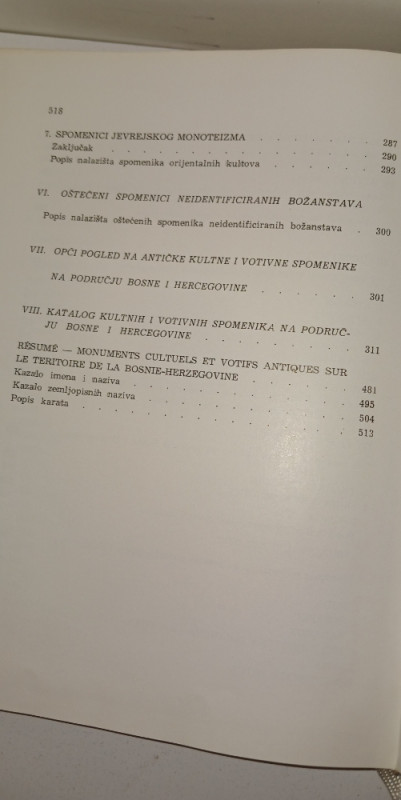 518
7. SPOMENICI JEVREJSKOG MONOTEIZMA . . . . . . . 287
Zaključak . . . . . . . . . . . . . 290
Popis nalazišta spomenika orijentalnih kultova . . . . . . 293
VI. OŠTEĆENI SPOMENICI NEIDENTIFICIRANIH BOŽANSTAVA
Popis nalazišta oštećenih spomenika neidentificiranih božanstava . 300
VII. OPĆI POGLED NA ANTIČKE KULTNE I VOTIVNE SPOMENIKE
NA PODRUČJU BOSNE I HERCEGOVINE . . . . . . 301
VIII. KATALOG KULTNIH I VOTIVNIH SPOMENIKA NA PODRUČ-
JU BOSNE I HERCEGOVINE . . . . . . . . . 311
RÉSUMÉ — MONUMENTS CULTUELS ET VOTIFS ANTIQUES SUR
LE TERITOIRE DE LA BOSNIE-HERZEGOVINE . . . . . . 481
Kazalo imena i naziva . . . . . . . . . . . 495
Kazalo zemljopisnih naziva . . . . . . . . . . 504
Popis karata . . . . . . . . . . . . . 513